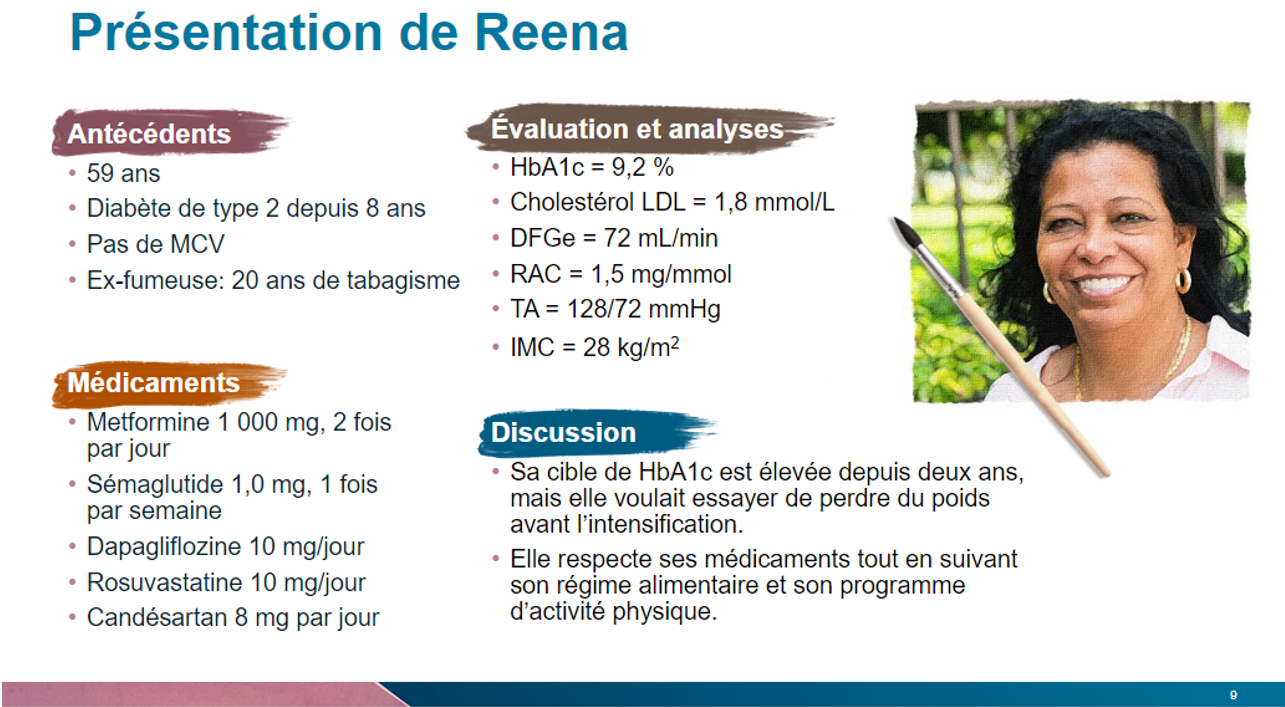 Présentation de Reena
Antécédents
• 59 ans
• Diabète de type 2 depuis 8 ans
• Pas de MCV
• Ex-fumeuse: 20 ans de tabagisme
Médicaments
• Metformine 1 000 mg, 2 fois
par jour
• Sémaglutide 1,0 mg, 1 fois
par semaine
• Dapagliflozine 10 mg/jour
• Rosuvastatine 10 mg/jour
• Candésartan 8 mg par jour
Évaluation et analyses
• HbA1c = 9,2 %
• Cholestérol LDL = 1,8 mmol/L
• DFGe = 72 mL/min
• RAC = 1,5 mg/mmol
• TA = 128/72 mmHg
• IMC = 28 kg/m²
Discussion
• Sa cible de HbA1c est élevée depuis deux ans,
mais elle voulait essayer de perdre du poids
avant l’intensification.
• Elle respecte ses médicaments tout en suivant
son régime alimentaire et son programme
d’activité physique.
9